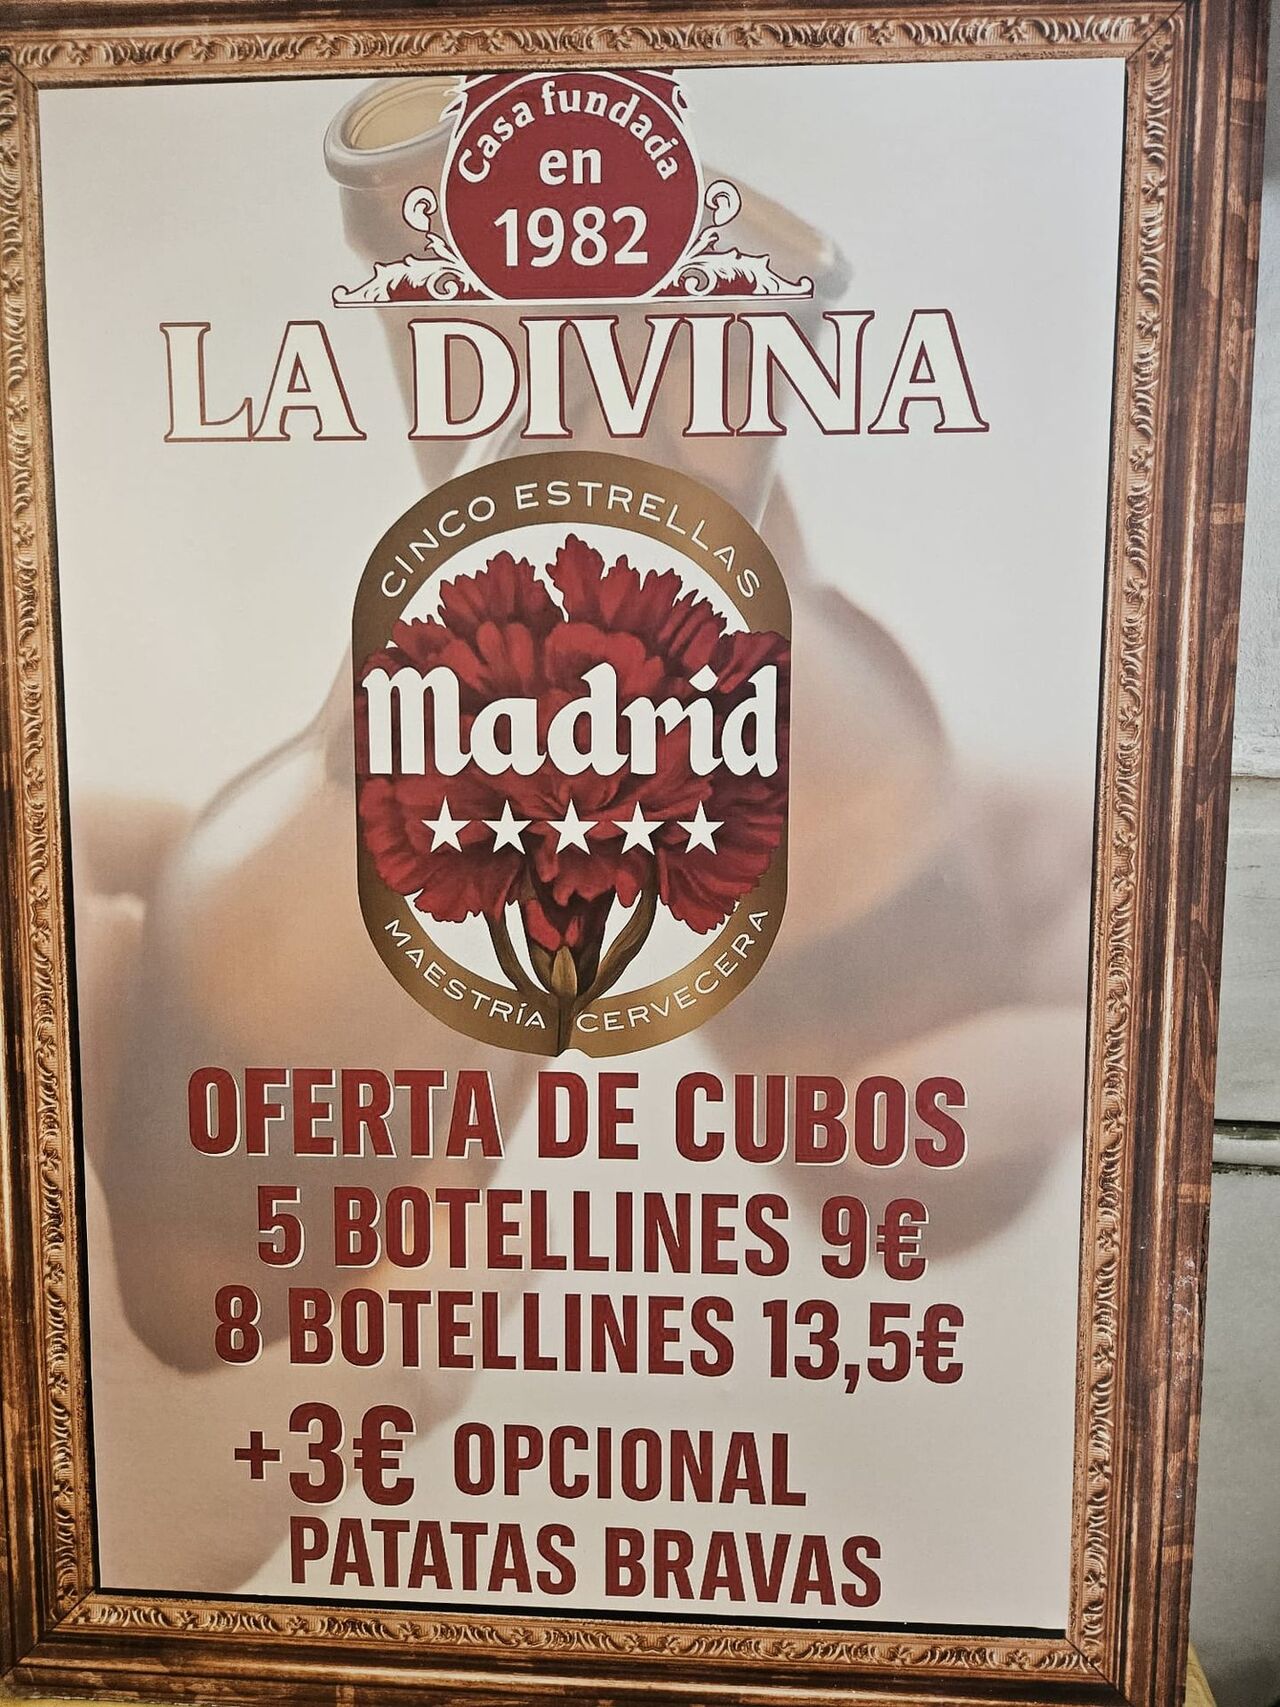 Casa fundada
en
1982
LA DIVINA
CINCO ESTRELLAS
Madrid
MAESTRÍA CERVECERA
OFERTA DE CUBOS
5 BOTELLINES 9€
8 BOTELLINES 13,5€
+3€ OPCIONAL
PATATAS BRAVAS